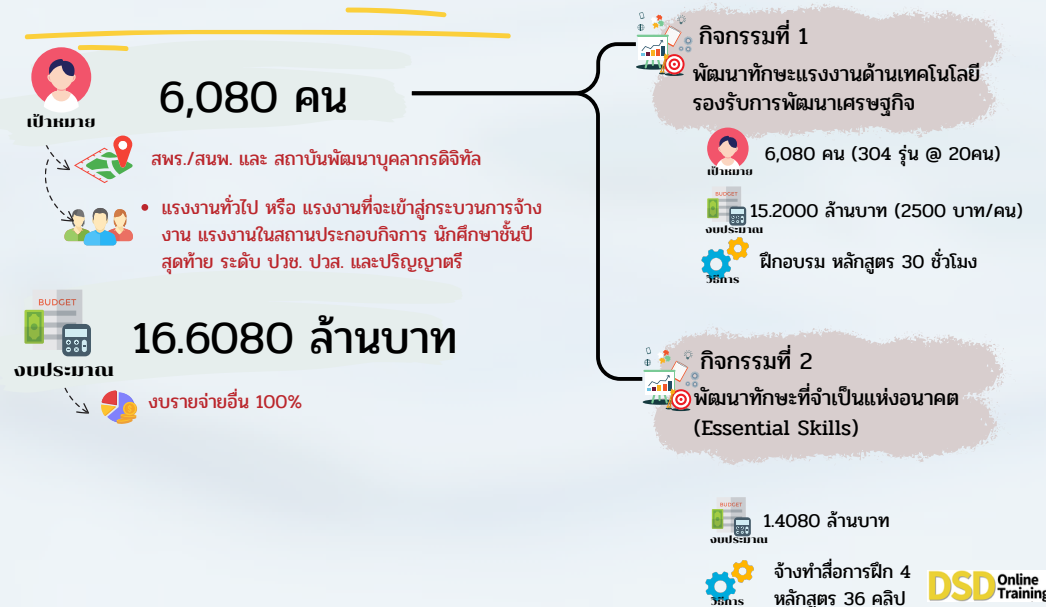 เป้าหมาย
6,080 คน
สพร./สนพ. และ สถาบันพัฒนาบุคลากรดิจิทัล
• แรงงานทั่วไป หรือ แรงงานที่จะเข้าสู่กระบวนการจ้าง
งาน แรงงานในสถานประกอบกิจการ นักศึกษาชั้นปี
สุดท้าย ระดับ ปวช. ปวส. และปริญญาตรี
BUDGET
งบประมาณ
16.6080 ล้านบาท
งบรายจ่ายอื่น 100%
กิจกรรมที่ 1
พัฒนาทักษะแรงงานด้านเทคโนโลยี
รองรับการพัฒนาเศรษฐกิจ
เป้าหมาย
6,080 คน (304 รุ่น @ 20คน)
BUDGET
งบประมาณ
15.2000 ล้านบาท (2500 บาท/คน)
วิธีการ
ฝึกอบรม หลักสูตร 30 ชั่วโมง
กิจกรรมที่ 2
พัฒนาทักษะที่จำเป็นแห่งอนาคต
(Essential Skills)
BUDGET
งบประมาณ
1.4080 ล้านบาท
วิธีการ
จ้างทำสื่อการฝึก 4
หลักสูตร 36 คลิป
DSD Online
Training